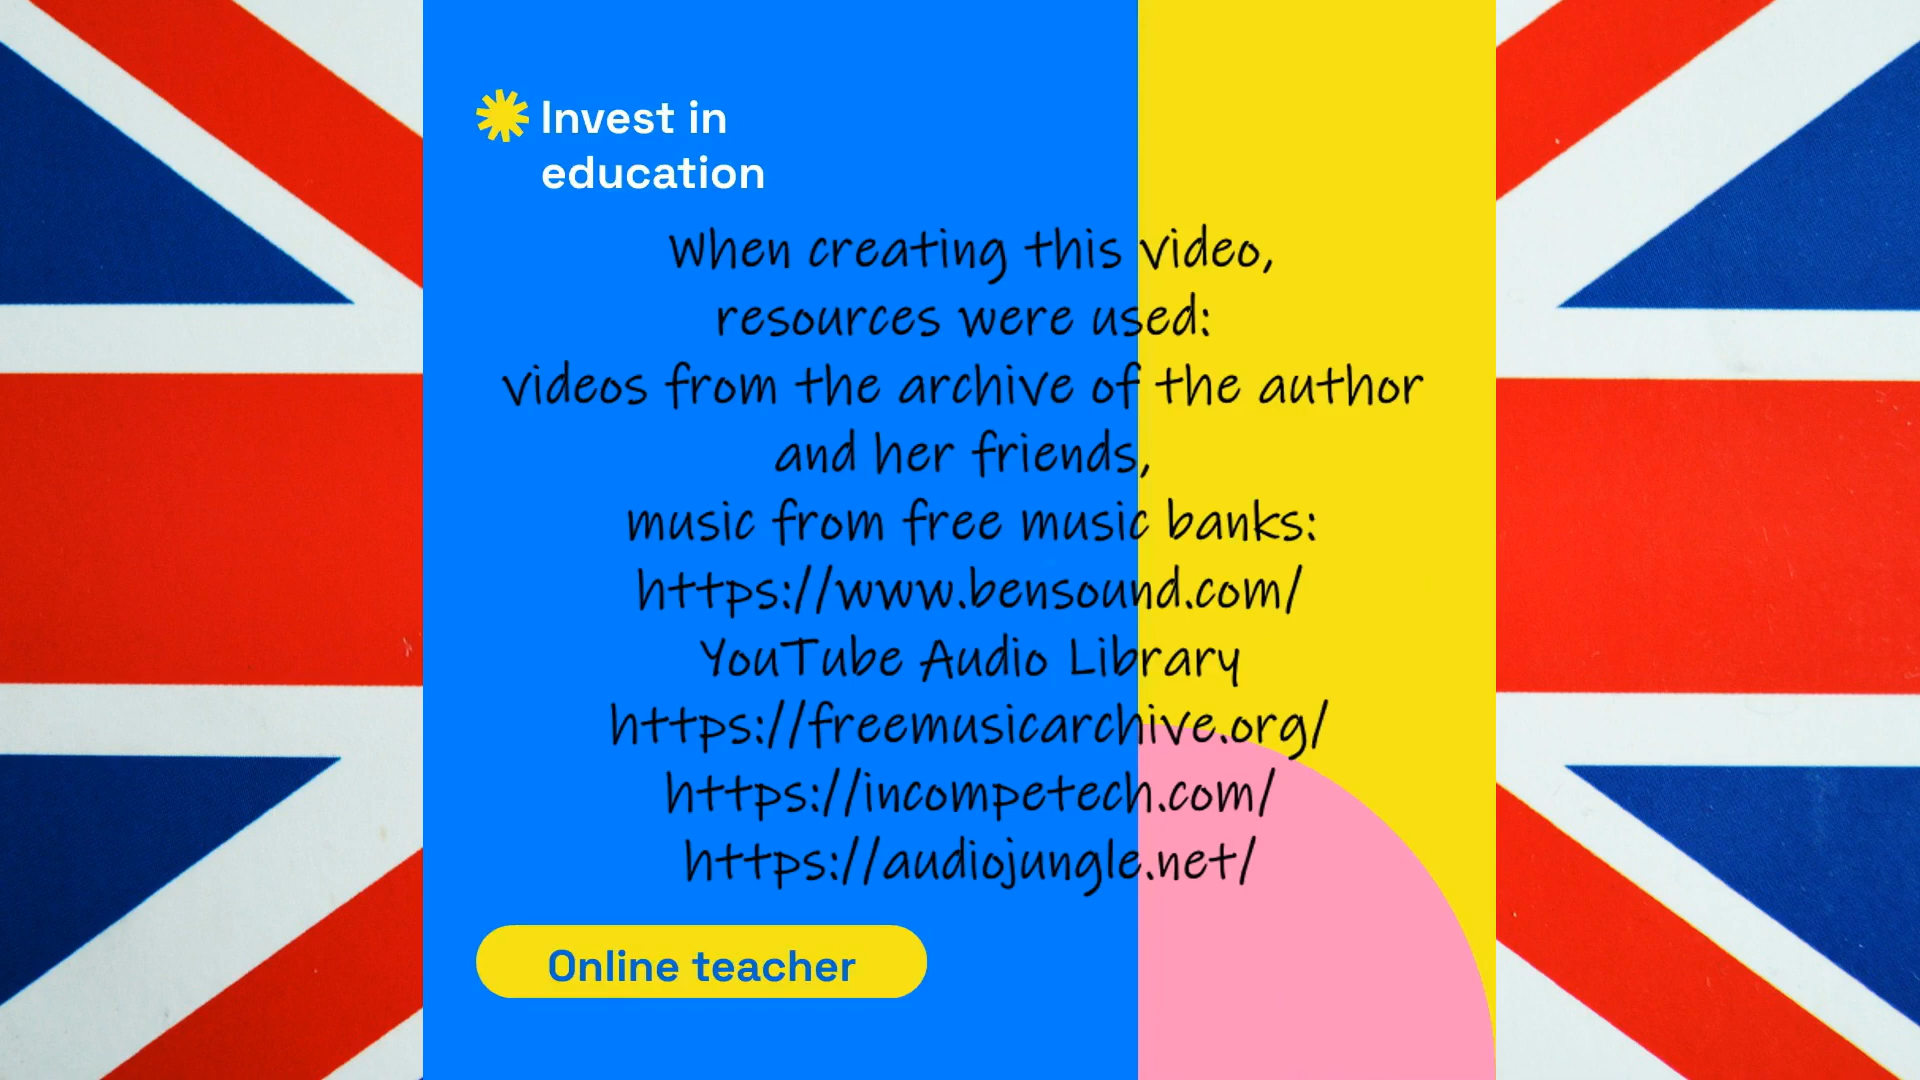 Invest in
education
When creating this video,
resources were used:
videos from the archive of the author
and her friends,
music from free music banks:
https://www.bensound.com/
YouTube Audio Library
https://freemusicarchive.org/
https://incompetech.com/
https://audiojungle.net/
Online teacher